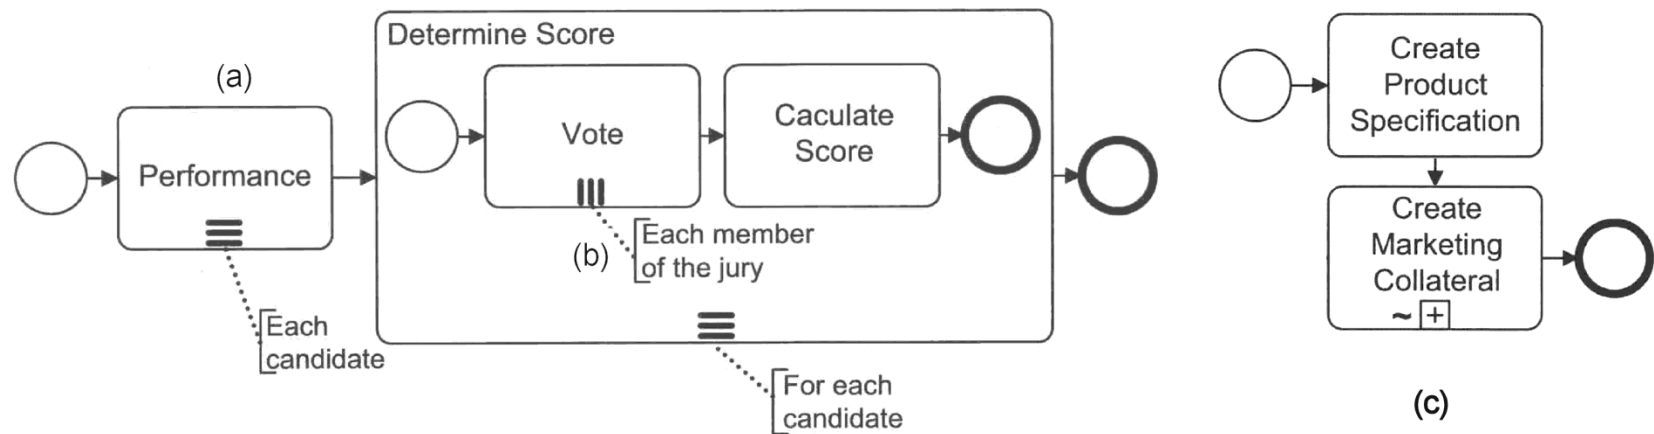 Determine Score
(a)
Performance
Vote
Caculate
Score
Each member
of the jury
(b)
Each
candidate
For each
candidate
Create
Product
Specification
Create
Marketing
Collateral
~ +
(c)